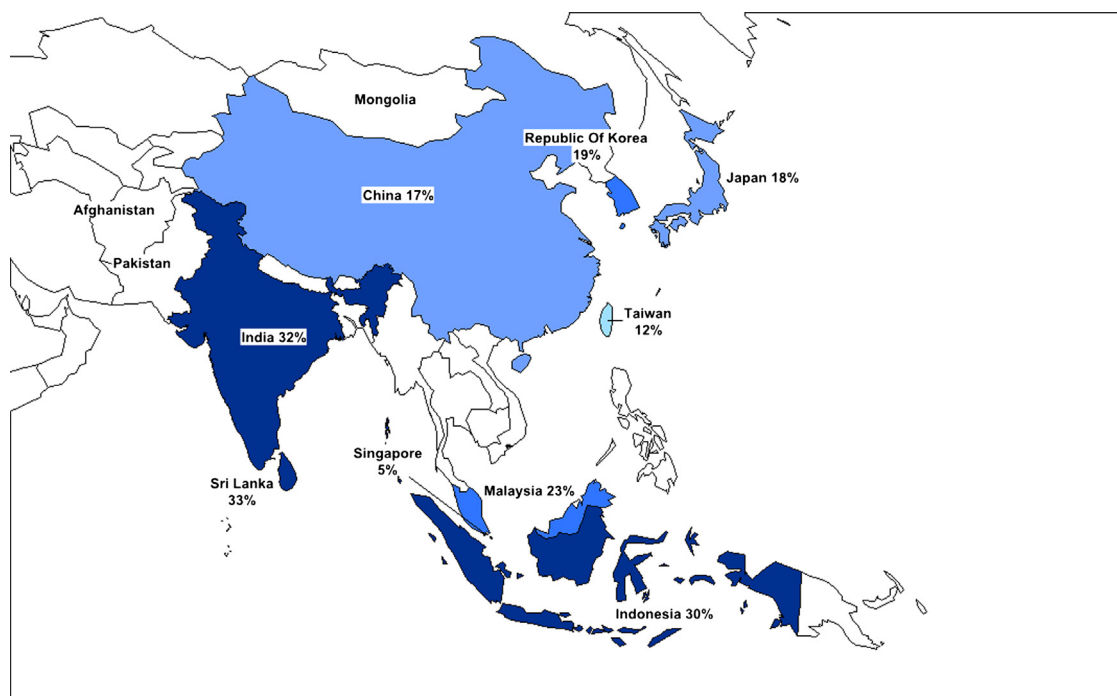 Mongolia
Republic Of Korea
19%
Japan 18%
China 17%
Afghanistan
Pakistan
Taiwan
12%
India 32%
Singapore
5%
Sri Lanka
33%
Malaysia 23%
Indonesia 30%